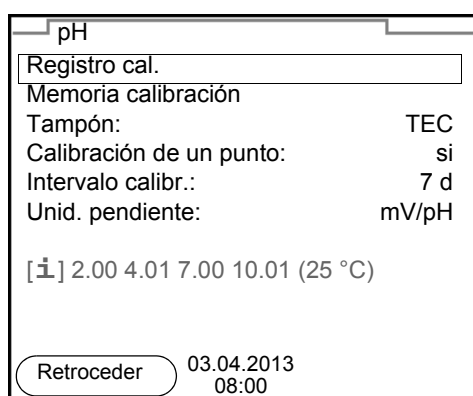 pH
Registro cal.
Memoria calibración
Tampón: TEC
Calibración de un punto: si
Intervalo calibr.: 7 d
Unid. pendiente: mV/pH
[i] 2.00 4.01 7.00 10.01 (25 °C)
Retroceder 03.04.2013
08:00